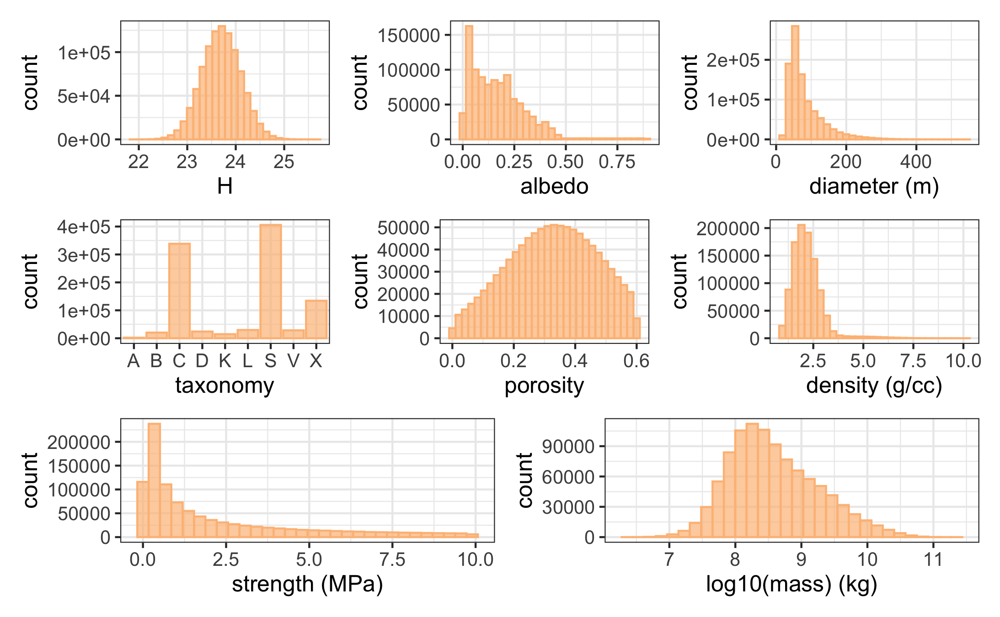 count
1e+05
5e+04
0e+00
22 23 24 25
H
count
150000
100000
50000
0
0.00 0.25 0.50 0.75
albedo
count
2e+05
1e+05
0e+00
0 200 400
diameter (m)
count
4e+05
3e+05
2e+05
1e+05
0e+00
A B C D K L S V X
taxonomy
count
50000
40000
30000
20000
10000
0
0.0 0.2 0.4 0.6
porosity
count
200000
150000
100000
50000
0
2.5 5.0 7.5 10.0
density (g/cc)
count
200000
150000
100000
50000
0
0.0 2.5 5.0 7.5 10.0
strength (MPa)
count
90000
60000
30000
0
7 8 9 10 11
log10(mass) (kg)